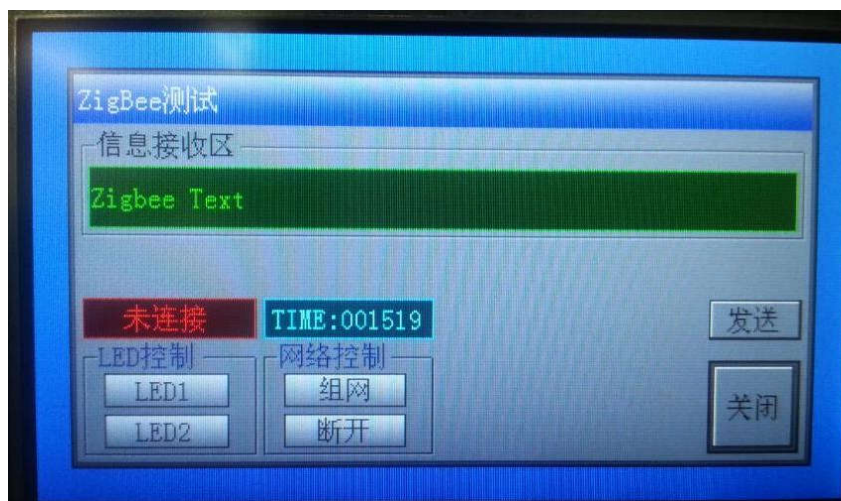 ZigBee测试
信息接收区
Zigbee Text
未连接
TIME:001519
发送
LED控制
网络控制
LED1
组网
LED2
断开
关闭